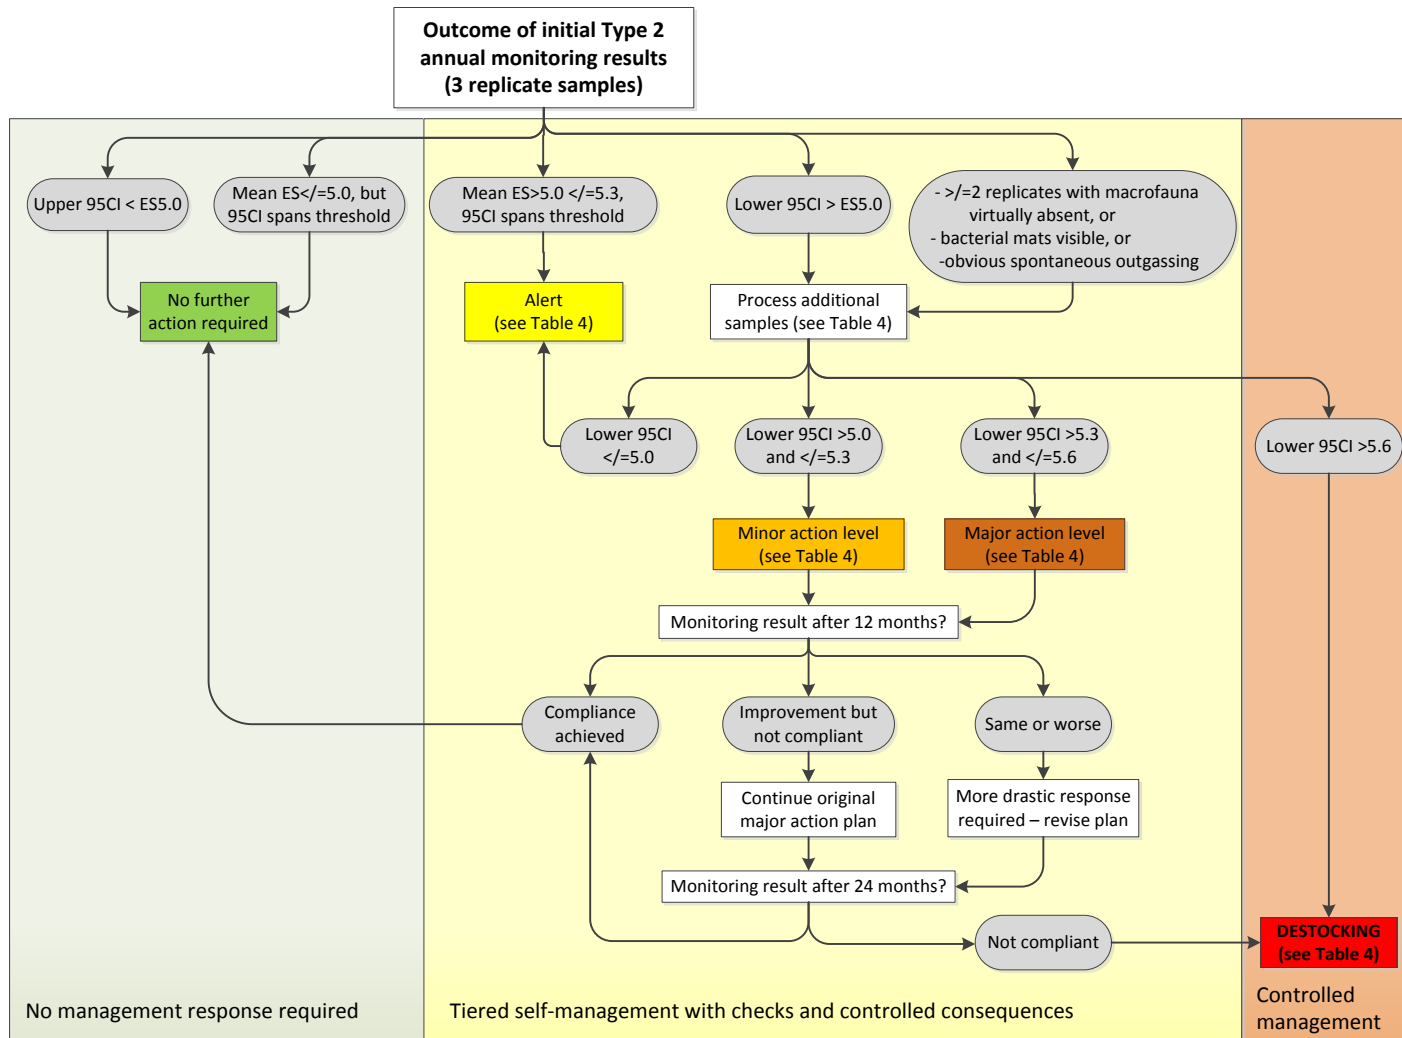 Outcome of initial Type 2
annual monitoring results
(3 replicate samples)
Upper 95CI < ES5.0
Mean ES</=5.0, but
95CI spans threshold
Mean ES>5.0 </=5.3,
95CI spans threshold
Lower 95CI > ES5.0
- >/=2 replicates with macrofauna
virtually absent, or
- bacterial mats visible, or
-obvious spontaneous outgassing
No further
action required
Alert
(see Table 4)
Process additional
samples (see Table 4)
Lower 95CI
</=5.0
Lower 95CI >5.0
and </=5.3
Lower 95CI >5.3
and </=5.6
Lower 95CI >5.6
Minor action level
(see Table 4)
Major action level
(see Table 4)
Monitoring result after 12 months?
Compliance
achieved
Improvement but
not compliant
Same or worse
Continue original
major action plan
More drastic response
required – revise plan
Monitoring result after 24 months?
Not compliant
DESTOCKING
(see Table 4)
No management response required
Tiered self-management with checks and controlled consequences
Controlled
management